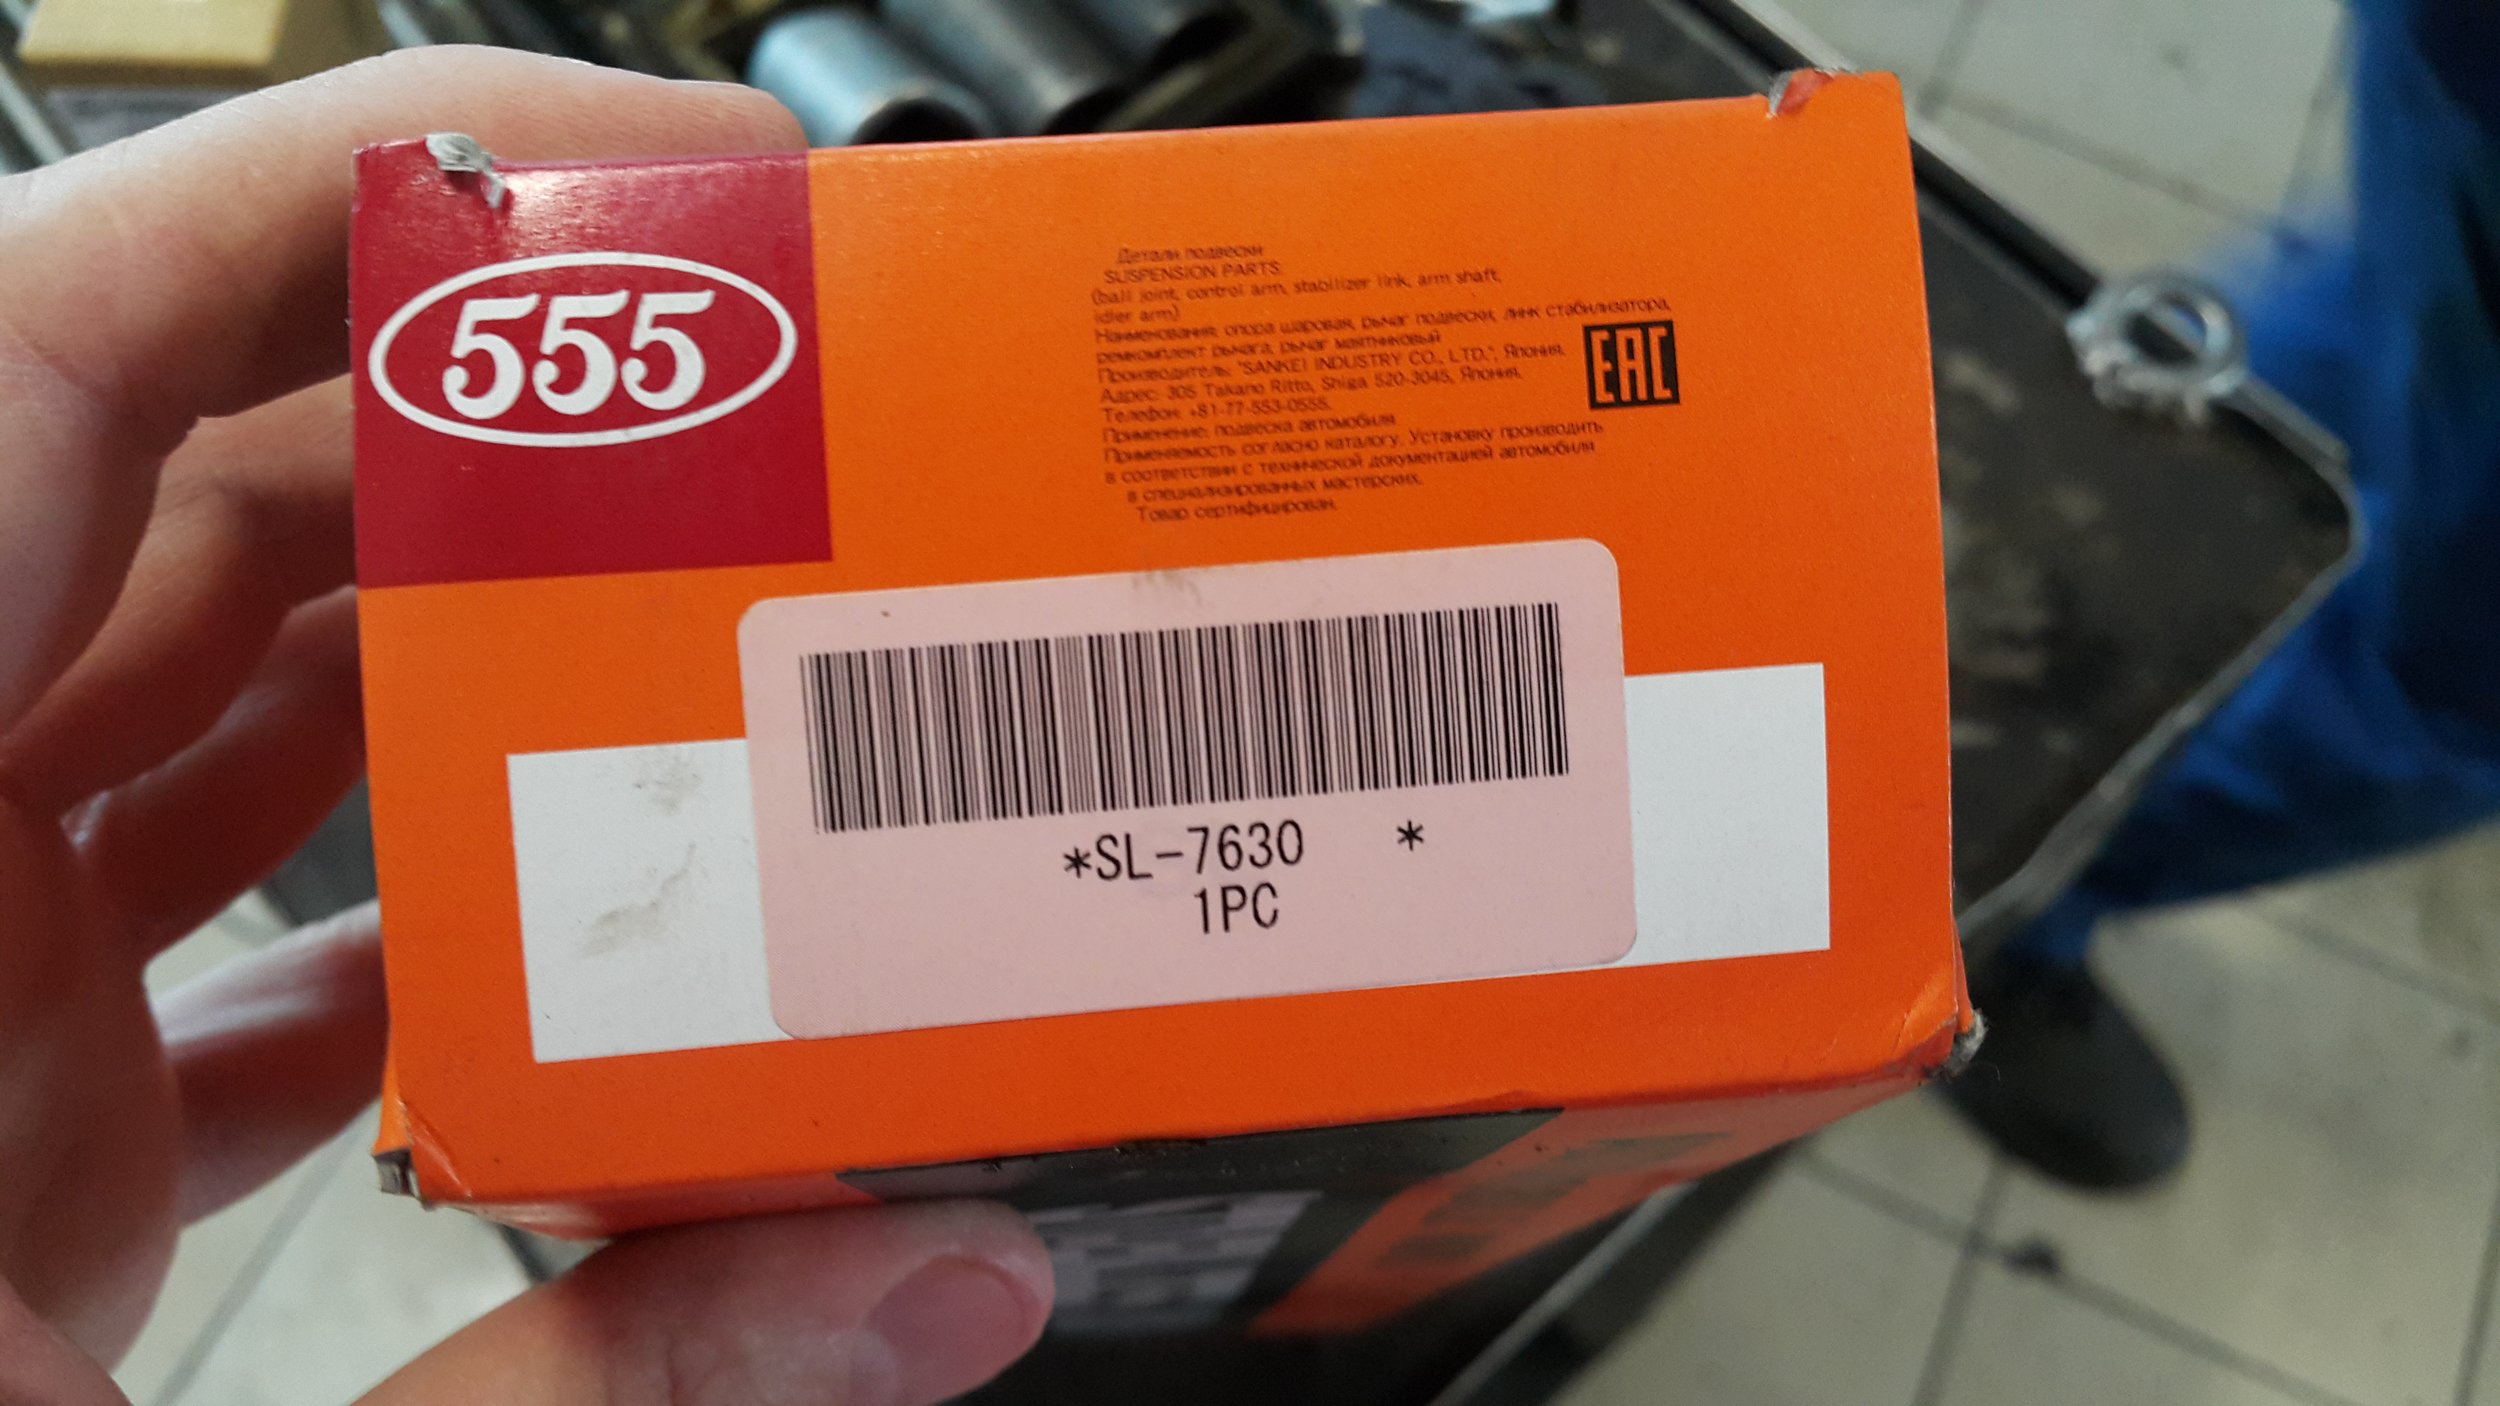 555
Детали подвески
SUSPENSION PARTS
(ball joint, control arm, stabilizer link, arm shaft,
idler arm)
Наименования: опора шаровая, рычаг подвески, линк стабилизатора,
ремкомплект рычага, рычаг маятниковый
Производитель: "SANKEI INDUSTRY CO., LTD.", Япония.
Адрес: 305 Takano Ritto, Shiga 520-3045, Япония.
Телефон: +81-77-553-0555.
Применение: подвеска автомобиля
Применяемость согласно каталогу. Установку производить
в соответствии с технической документацией автомобиля
в специализированных мастерских.
Товар сертифицирован.
EAC
*SL-7630 *
1PC